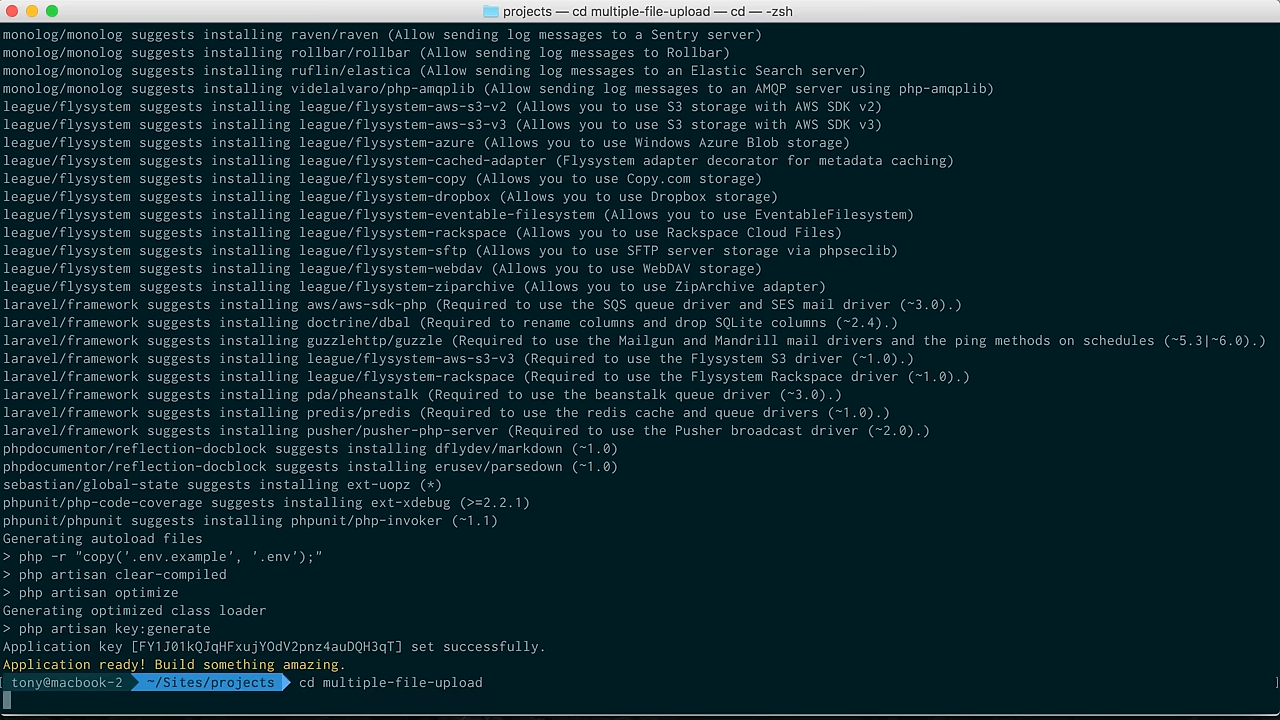 projects — cd multiple-file-upload — cd — -zsh
monolog/monolog suggests installing raven/raven (Allow sending log messages to a Sentry server)
monolog/monolog suggests installing rollbar/rollbar (Allow sending log messages to Rollbar)
monolog/monolog suggests installing ruflin/elastica (Allow sending log messages to an Elastic Search server)
monolog/monolog suggests installing videlalvaro/php-amqplib (Allow sending log messages to an AMQP server using php-amqplib)
league/flysystem suggests installing league/flysystem-aws-s3-v2 (Allows you to use S3 storage with AWS SDK v2)
league/flysystem suggests installing league/flysystem-aws-s3-v3 (Allows you to use S3 storage with AWS SDK v3)
league/flysystem suggests installing league/flysystem-azure (Allows you to use Windows Azure Blob storage)
league/flysystem suggests installing league/flysystem-cached-adapter (Flysystem adapter decorator for metadata caching)
league/flysystem suggests installing league/flysystem-copy (Allows you to use Copy.com storage)
league/flysystem suggests installing league/flysystem-dropbox (Allows you to use Dropbox storage)
league/flysystem suggests installing league/flysystem-eventable-filesystem (Allows you to use EventableFilesystem)
league/flysystem suggests installing league/flysystem-rackspace (Allows you to use Rackspace Cloud Files)
league/flysystem suggests installing league/flysystem-sftp (Allows you to use SFTP server storage via phpseclib)
league/flysystem suggests installing league/flysystem-webdav (Allows you to use WebDAV storage)
league/flysystem suggests installing league/flysystem-ziparchive (Allows you to use ZipArchive adapter)
laravel/framework suggests installing aws/aws-sdk-php (Required to use the SQS queue driver and SES mail driver (~3.0).)
laravel/framework suggests installing doctrine/dbal (Required to rename columns and drop SQLite columns (~2.4).)
laravel/framework suggests installing guzzlehttp/guzzle (Required to use the Mailgun and Mandrill mail drivers and the ping methods on schedules (~5.3|~6.0).)
laravel/framework suggests installing league/flysystem-aws-s3-v3 (Required to use the Flysystem S3 driver (~1.0).)
laravel/framework suggests installing league/flysystem-rackspace (Required to use the Flysystem Rackspace driver (~1.0).)
laravel/framework suggests installing pda/pheanstalk (Required to use the beanstalk queue driver (~3.0).)
laravel/framework suggests installing predis/predis (Required to use the redis cache and queue drivers (~1.0).)
laravel/framework suggests installing pusher/pusher-php-server (Required to use the Pusher broadcast driver (~2.0).)
phpdocumentor/reflection-docblock suggests installing dflydev/markdown (~1.0)
phpdocumentor/reflection-docblock suggests installing erusev/parsedown (~1.0)
sebastian/global-state suggests installing ext-uopz (*)
phpunit/php-code-coverage suggests installing ext-xdebug (>=2.2.1)
phpunit/phpunit suggests installing phpunit/php-invoker (~1.1)
Generating autoload files
> php -r "copy('.env.example', '.env');"
> php artisan clear-compiled
> php artisan optimize
Generating optimized class loader
> php artisan key:generate
Application key [FY1J01kQJqHFxujYOdV2pnz4auDQH3qT] set successfully.
Application ready! Build something amazing.
[ tony@macbook-2 ~/Sites/projects cd multiple-file-upload ]